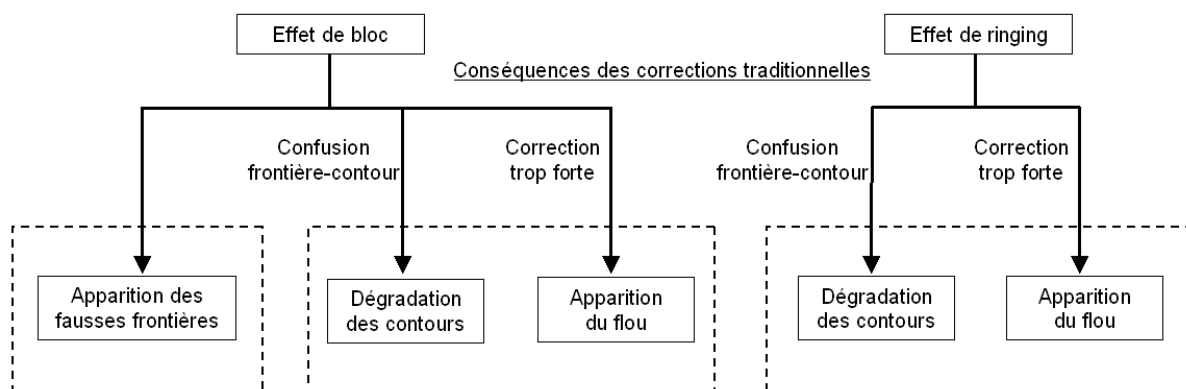 Effet de bloc
Effet de ringing
Conséquences des corrections traditionnelles
Confusion
frontière-contour
Correction
trop forte
Confusion
frontière-contour
Correction
trop forte
Apparition des
fausses frontières
Dégradation
des contours
Apparition
du flou
Dégradation
des contours
Apparition
du flou